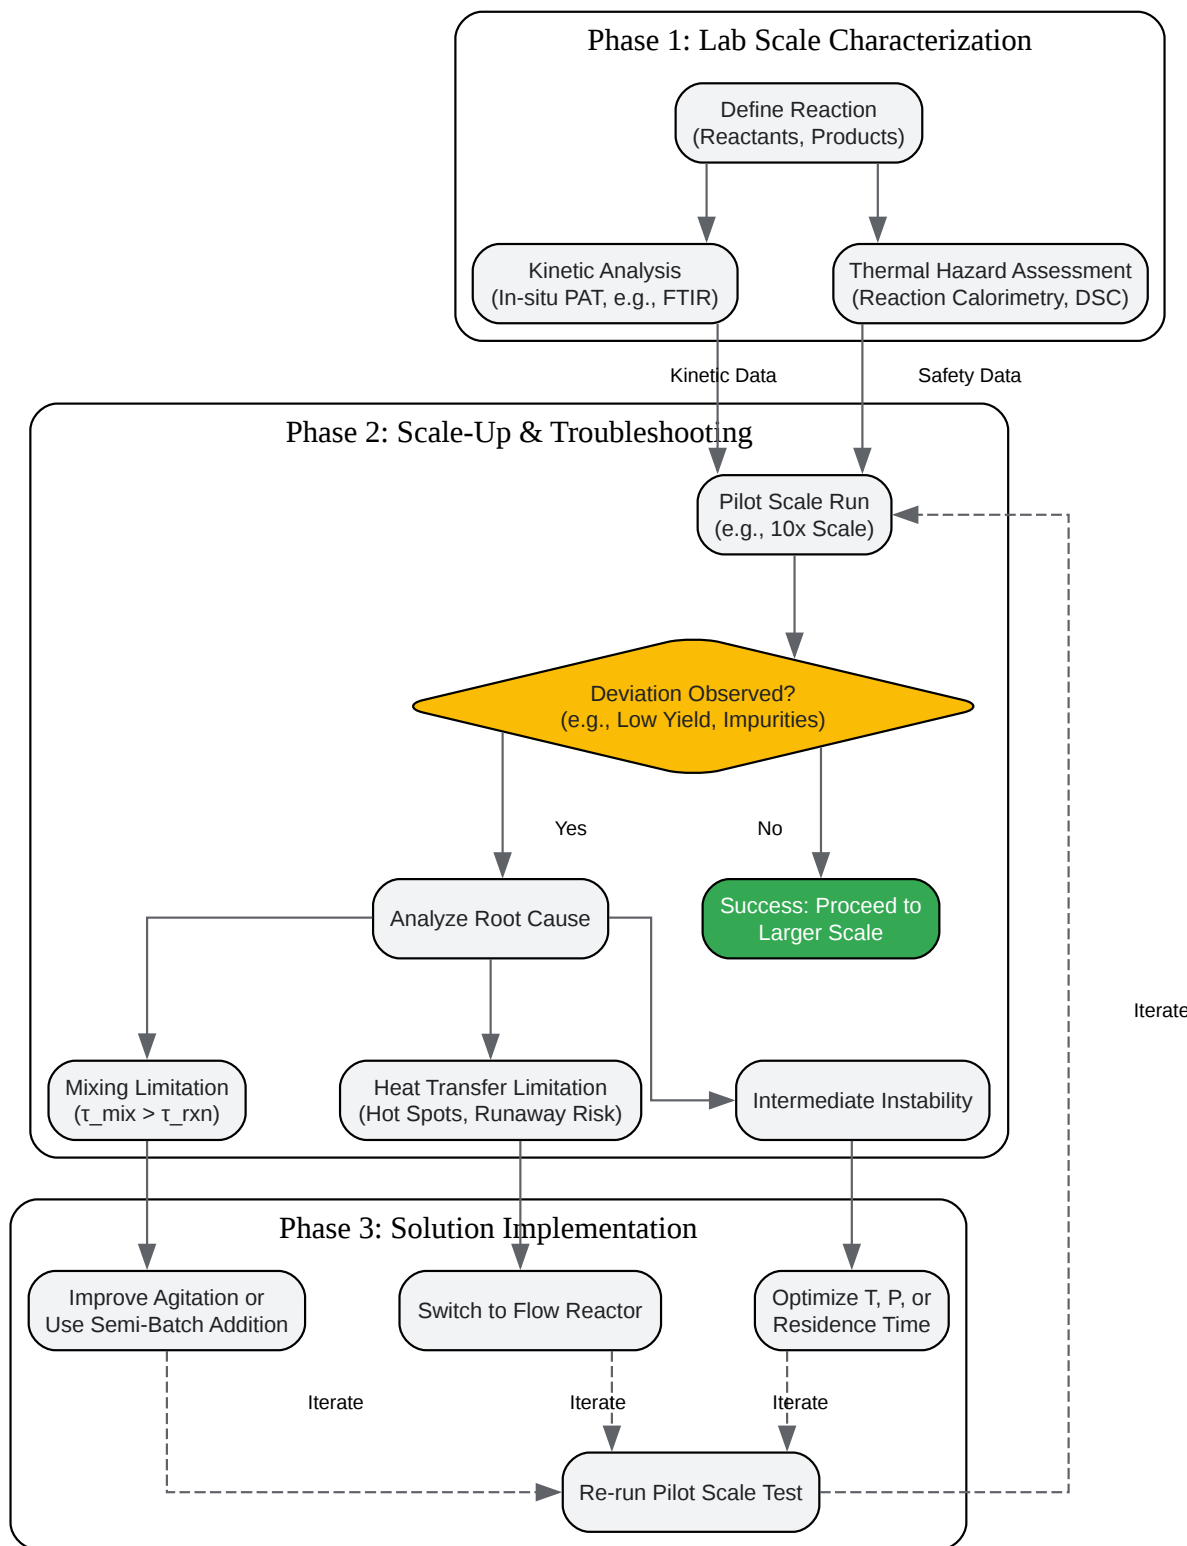 Phase 1: Lab Scale Characterization
Define Reaction
(Reactants, Products)
Kinetic Analysis
(In-situ PAT, e.g., FTIR)
Thermal Hazard Assessment
(Reaction Calorimetry, DSC)
Kinetic Data
Safety Data
Phase 2: Scale-Up & Troubleshooting
Pilot Scale Run
(e.g., 10x Scale)
Deviation Observed?
(e.g., Low Yield, Impurities)
Yes
No
Analyze Root Cause
Success: Proceed to
Larger Scale
Iterate
Mixing Limitation
(τ_mix > τ_rxn)
Heat Transfer Limitation
(Hot Spots, Runaway Risk)
Intermediate Instability
Phase 3: Solution Implementation
Improve Agitation or
Use Semi-Batch Addition
Switch to Flow Reactor
Optimize T, P, or
Residence Time
Iterate
Iterate
Iterate
Re-run Pilot Scale Test